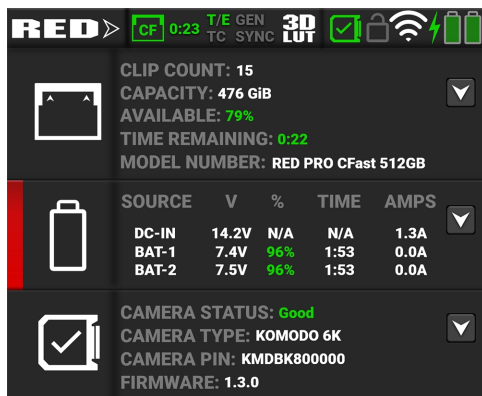 RED CF 0:23 T/E GEN 3D
TC SYNC LUT
CLIP COUNT: 15
CAPACITY: 476 GiB
AVAILABLE: 79%
TIME REMAINING: 0:22
MODEL NUMBER: RED PRO CFast 512GB
SOURCE V % TIME AMPS
DC-IN 14.2V N/A N/A 1.3A
BAT-1 7.4V 96% 1:53 0.0A
BAT-2 7.5V 96% 1:53 0.0A
CAMERA STATUS: Good
CAMERA TYPE: KOMODO 6K
CAMERA PIN: KMDBK800000
FIRMWARE: 1.3.0